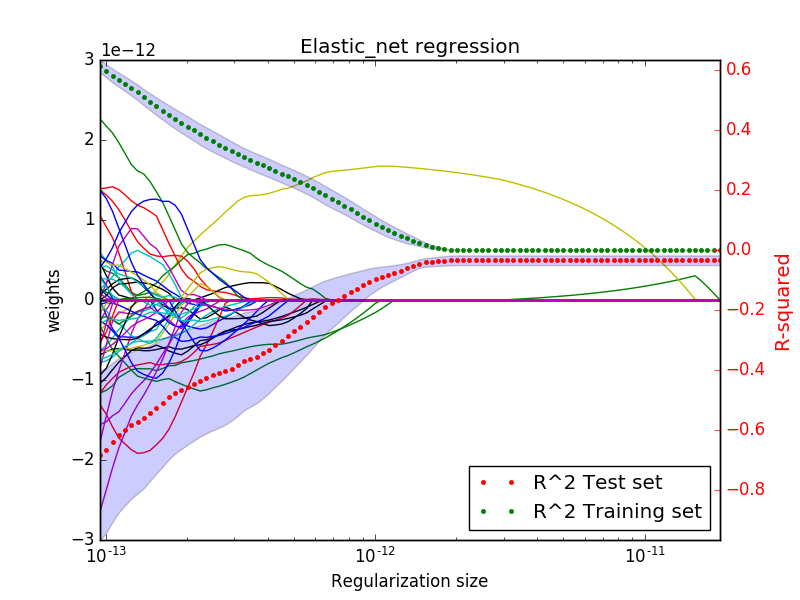 Elastic_net regression
1e−12
3
2
1
0
−1
−2
−3
weights
0.6
0.4
0.2
0.0
−0.2
−0.4
−0.6
−0.8
R-squared
R^2 Test set
R^2 Training set
10^-13 10^-12 10^-11
Regularization size